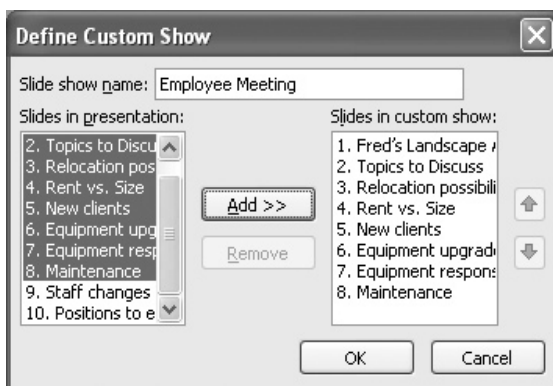 Define Custom Show
Slide show name: Employee Meeting
Slides in presentation:
2. Topics to Discu
3. Relocation pos
4. Rent vs. Size
5. New clients
6. Equipment upg
7. Equipment resp
8. Maintenance
9. Staff changes
10. Positions to e
Add >>
Remove
Slides in custom show:
1. Fred's Landscape
2. Topics to Discuss
3. Relocation possibili
4. Rent vs. Size
5. New clients
6. Equipment upgrad
7. Equipment respons
8. Maintenance
OK
Cancel